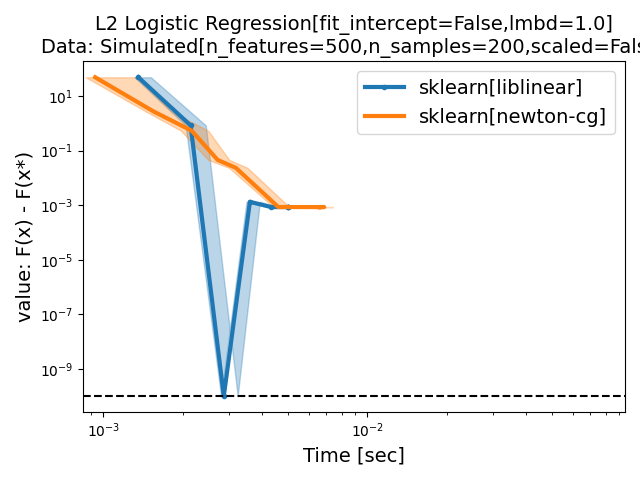 L2 Logistic Regression[fit_intercept=False,lmbd=1.0]
Data: Simulated[n_features=500,n_samples=200,scaled=Fals
sklearn[liblinear]
sklearn[newton-cg]
value: F(x) - F(x*)
10¹
10⁻¹
10⁻³
10⁻⁵
10⁻⁷
10⁻⁹
10⁻³
10⁻²
Time [sec]